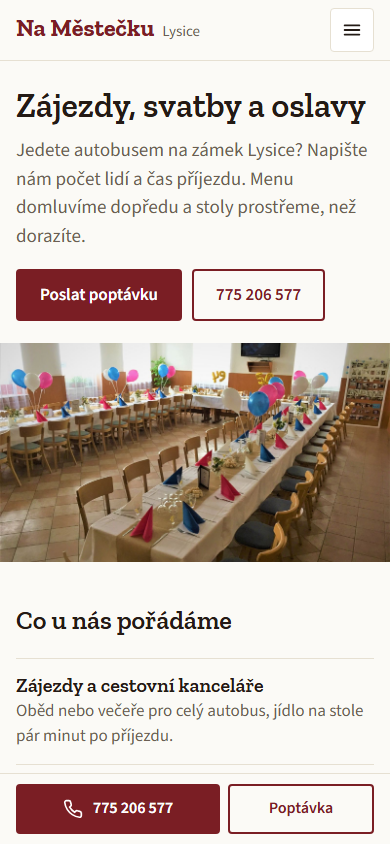 Na Městečku Lysice
Zájezdy, svatby a oslavy
Jedete autobusem na zámek Lysice? Napište
nám počet lidí a čas příjezdu. Menu
domluvíme dopředu a stoly prostřeme, než
dorazíte.
Poslat poptávku
775 206 577
Co u nás pořádáme
Zájezdy a cestovní kanceláře
Oběd nebo večeře pro celý autobus, jídlo na stole
pár minut po příjezdu.
775 206 577
Poptávka